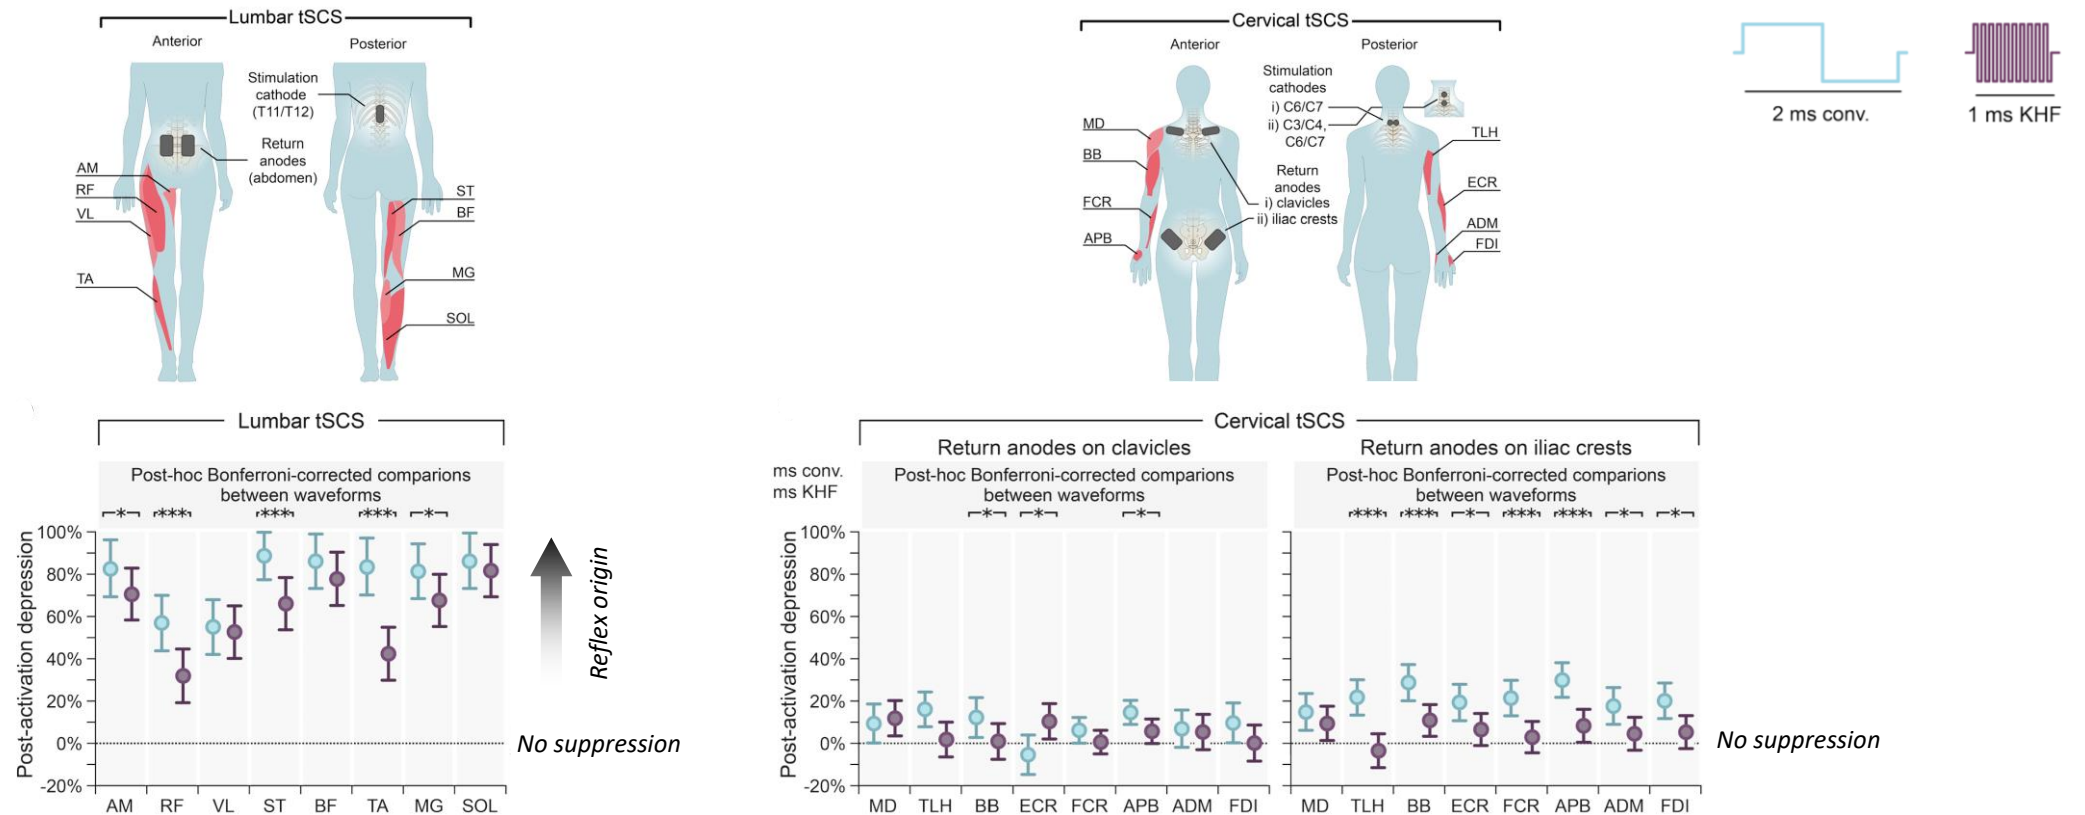 Lumbar tSCS
Anterior
Posterior
Stimulation
cathode
(T11/T12)
Return
anodes
(abdomen)
AM
RF
VL
TA
ST
BF
MG
SOL
Cervical tSCS
Anterior
Posterior
Stimulation
cathodes
i) C6/C7
ii) C3/C4,
C6/C7
Return
anodes
i) clavicles
ii) iliac crests
MD
BB
FCR
APB
TLH
ECR
ADM
FDI
2 ms conv.
1 ms KHF
Lumbar tSCS
Post-hoc Bonferroni-corrected comparions
between waveforms
* *** *** *** *
Post-activation depression
100%
80%
60%
40%
20%
0%
-20%
AM RF VL ST BF TA MG SOL
Reflex origin
No suppression
Cervical tSCS
Return anodes on clavicles
Return anodes on iliac crests
ms conv.
ms KHF
Post-hoc Bonferroni-corrected comparions
between waveforms
* * *
Post-hoc Bonferroni-corrected comparions
between waveforms
*** *** * *** *** * *
Post-activation depression
100%
80%
60%
40%
20%
0%
-20%
MD TLH BB ECR FCR APB ADM FDI
MD TLH BB ECR FCR APB ADM FDI
No suppression